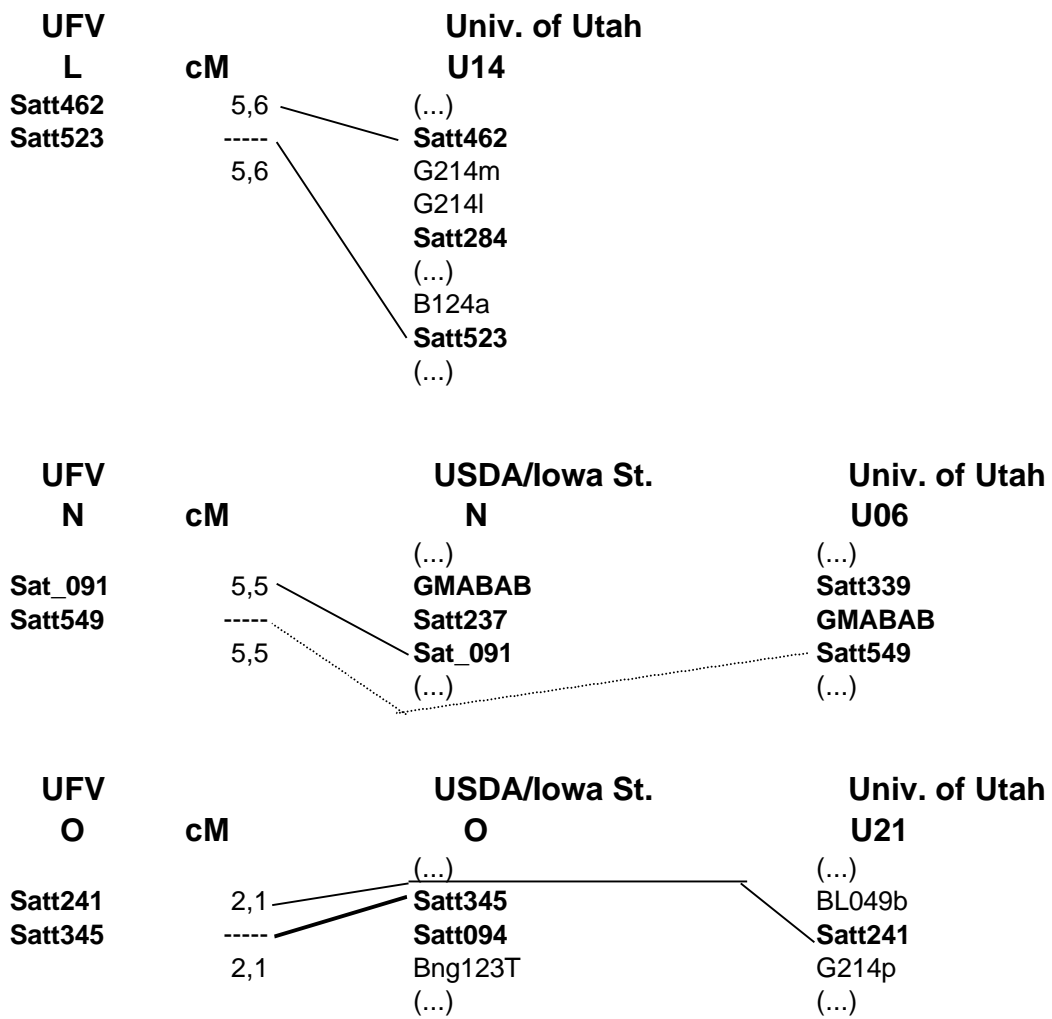 UFV Univ. of Utah
L cM U14
Satt462 5,6 (...)
Satt523 ----- Satt462
5,6 G214m
G214l
Satt284
(...)
B124a
Satt523
(...)
UFV USDA/Iowa St. Univ. of Utah
N cM N U06
(...) (...)
Sat_091 5,5 GMABAB Satt339
Satt549 ----- Satt237 GMABAB
5,5 Sat_091 Satt549
(...) (...)
UFV USDA/Iowa St. Univ. of Utah
O cM O U21
(...) (...)
Satt241 2,1 Satt345 BL049b
Satt345 ----- Satt094 Satt241
2,1 Bng123T G214p
(...) (...)